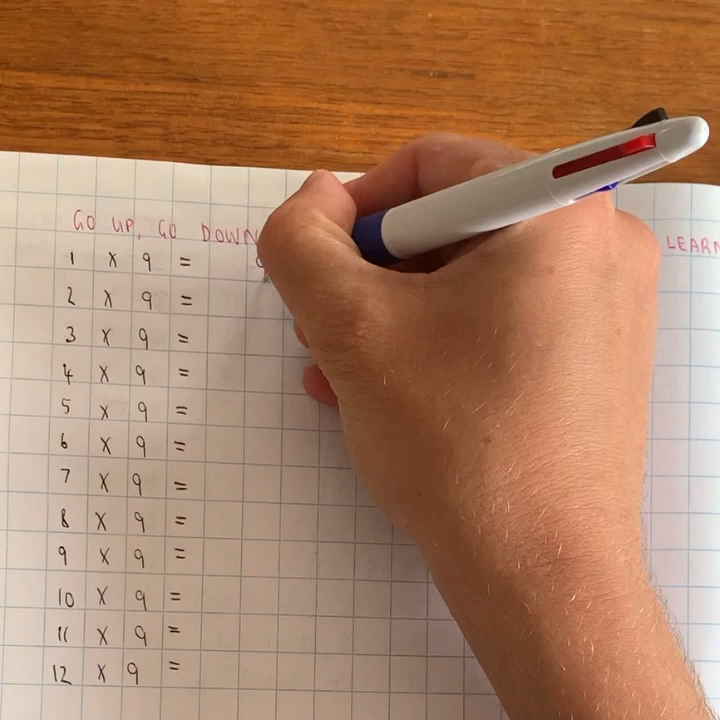 GO UP, GO DOWN
1 x 9 =
2 x 9 =
3 x 9 =
4 x 9 =
5 x 9 =
6 x 9 =
7 x 9 =
8 x 9 =
9 x 9 =
10 x 9 =
11 x 9 =
12 x 9 =